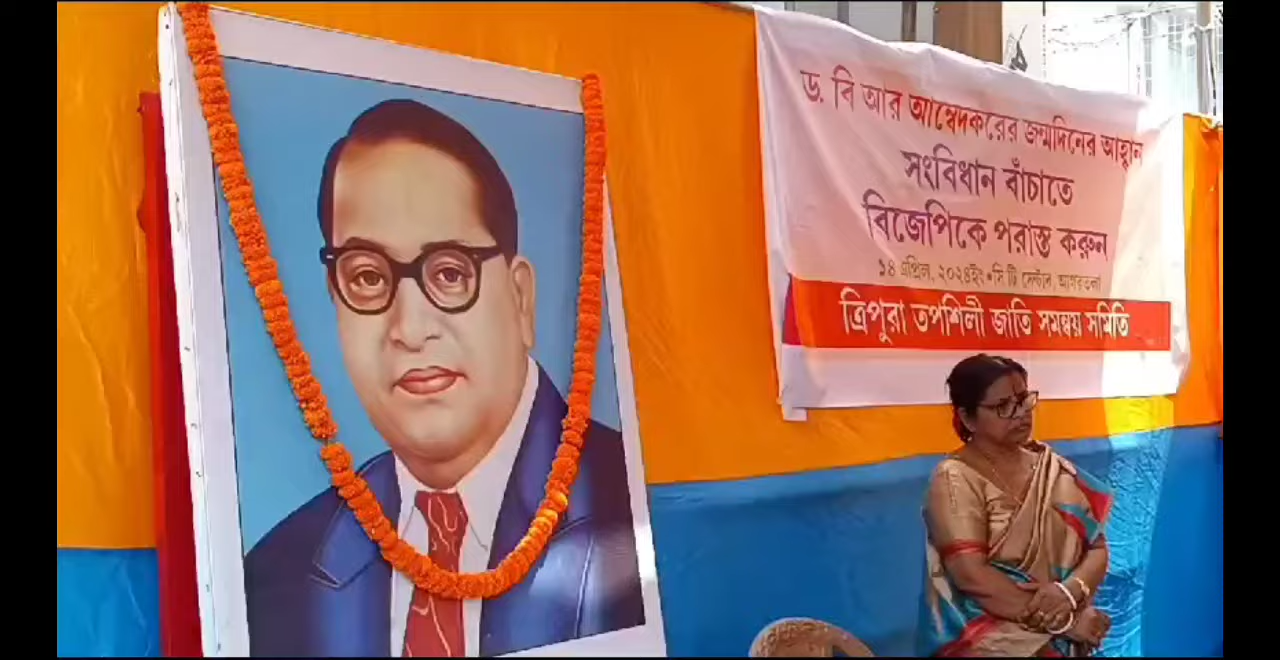 ড. বি আর আম্বেদকরের জন্মদিনের আহ্বান
সংবিধান বাঁচাতে
বিজেপিকে পরাস্ত করুন
১৪ এপ্রিল, ২০২৪ইং • সি টি সেন্টার, আগরতলা
ত্রিপুরা তপশিলী জাতি সমন্বয় সমিতি